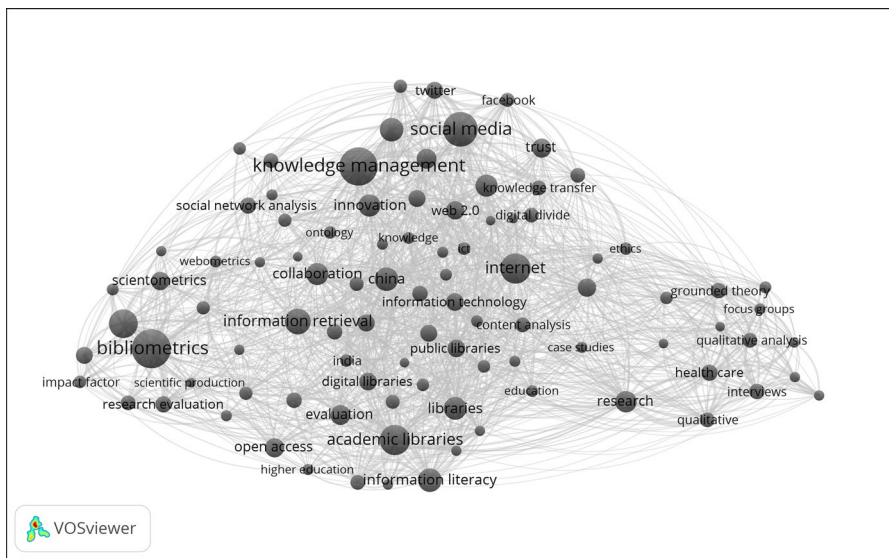 twitter
facebook
social media
trust
knowledge management
knowledge transfer
social network analysis
innovation
web 2.0
digital divide
ontology
knowledge
ict
ethics
webometrics
scientometrics
collaboration
china
internet
information technology
grounded theory
focus groups
information retrieval
content analysis
qualitative analysis
bibliometrics
public libraries
case studies
india
health care
impact factor
scientific production
digital libraries
education
interviews
research evaluation
evaluation
libraries
research
qualitative
open access
academic libraries
higher education
information literacy
VOSviewer